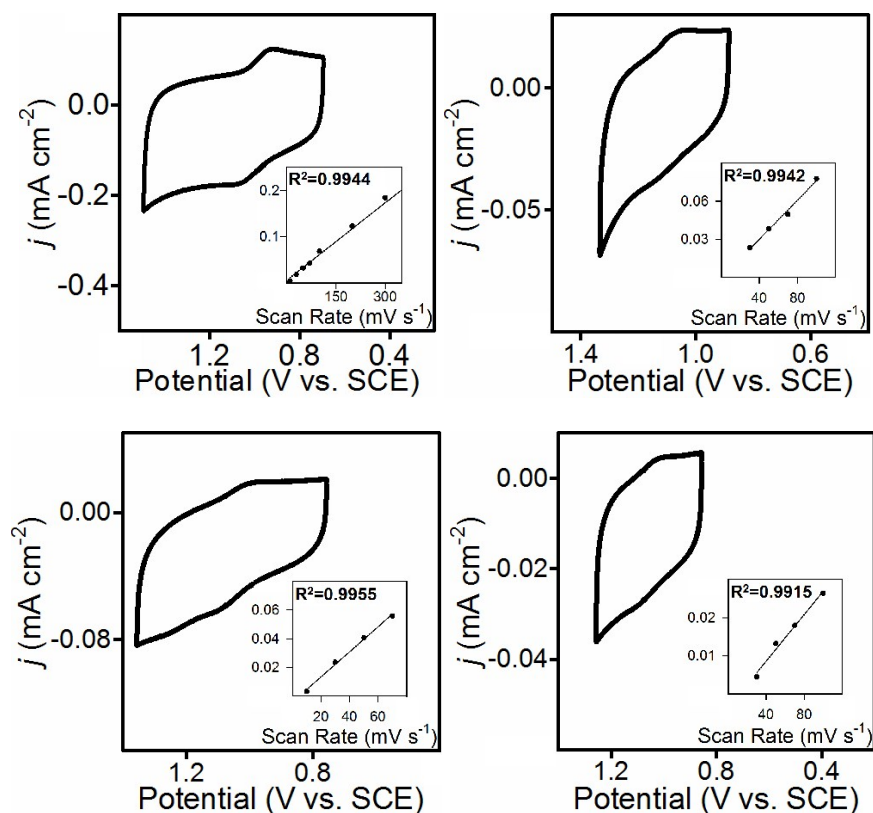 j (mA cm⁻²)
0.0
-0.2
-0.4
R²=0.9944
0.2
0.1
150 300
Scan Rate (mV s⁻¹)
1.2 0.8 0.4
Potential (V vs. SCE)
j (mA cm⁻²)
0.00
-0.05
R²=0.9942
0.06
0.03
40 80
Scan Rate (mV s⁻¹)
1.4 1.0 0.6
Potential (V vs. SCE)
j (mA cm⁻²)
0.00
-0.08
R²=0.9955
0.06
0.04
0.02
20 40 60
Scan Rate (mV s⁻¹)
1.2 0.8
Potential (V vs. SCE)
j (mA cm⁻²)
0.00
-0.02
-0.04
R²=0.9915
0.02
0.01
40 80
Scan Rate (mV s⁻¹)
1.2 0.8 0.4
Potential (V vs. SCE)